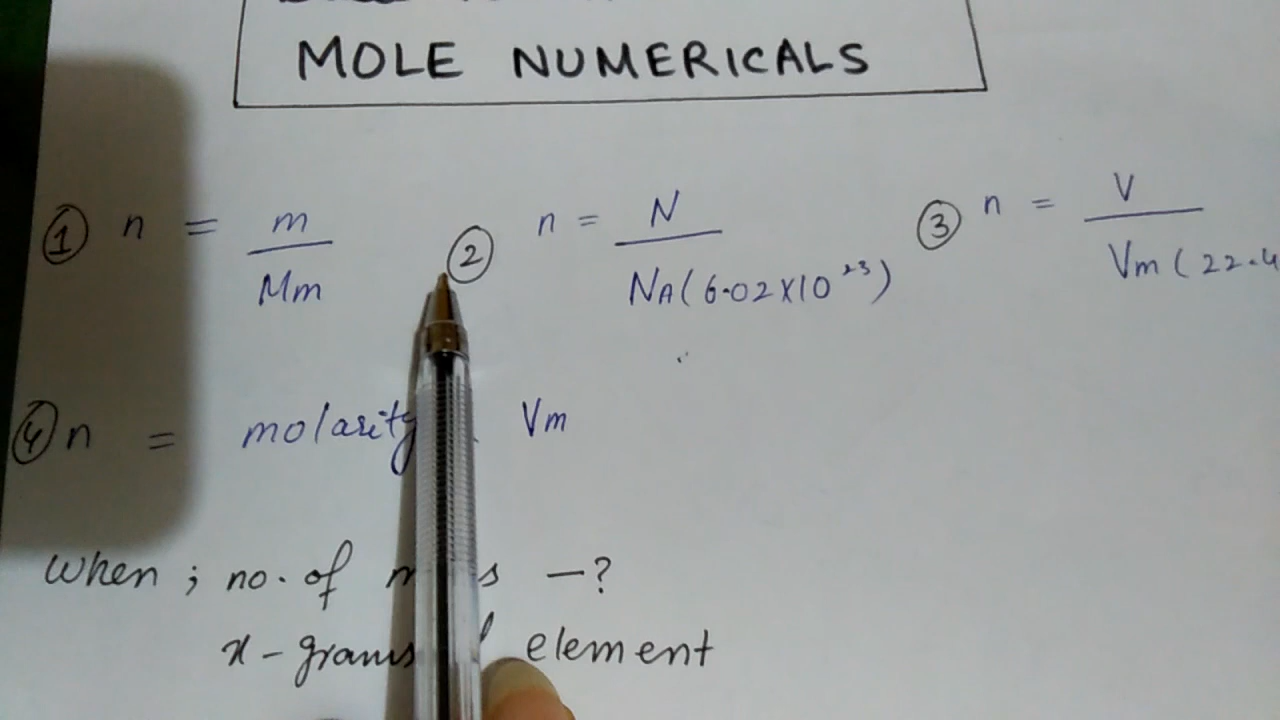 MOLE NUMERICALS
① n = m / Mm ② n = N / NA (6.02X10²³) ③ n = V / Vm (22.4
④ n = molarity Vm
when ; no. of —?
x - grams element